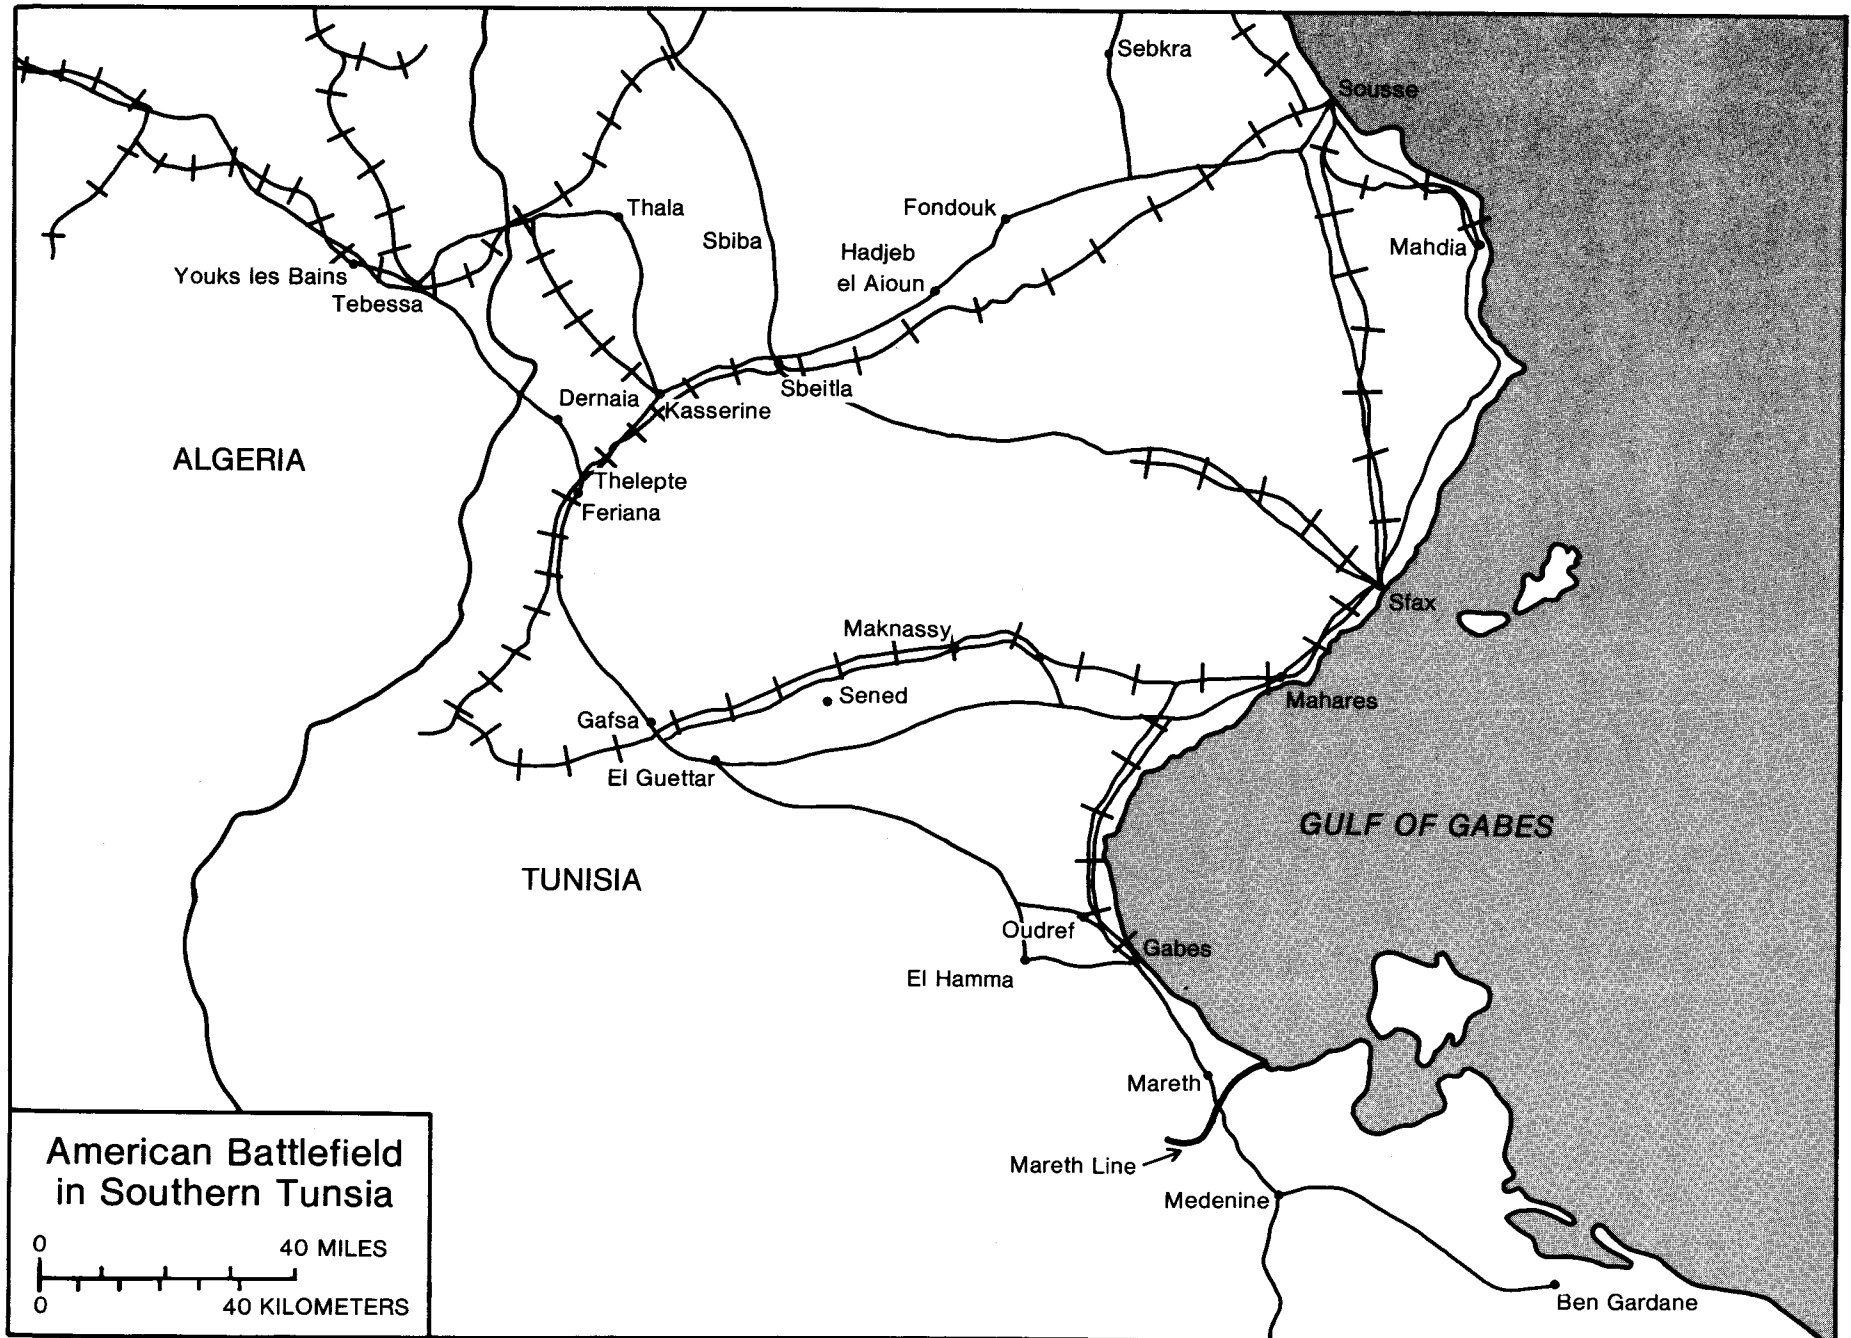 Sebkra
Sousse
Thala
Sbiba
Fondouk
Hadjeb
el Aioun
Mahdia
Youks les Bains
Tebessa
Dernaia
Kasserine
Sbeitla
ALGERIA
Thelepte
Feriana
Sfax
Maknassy
Sened
Mahares
Gafsa
El Guettar
GULF OF GABES
TUNISIA
Oudref
Gabes
El Hamma
Mareth
Mareth Line
Medenine
Ben Gardane
American Battlefield
in Southern Tunsia
0 40 MILES
0 40 KILOMETERS